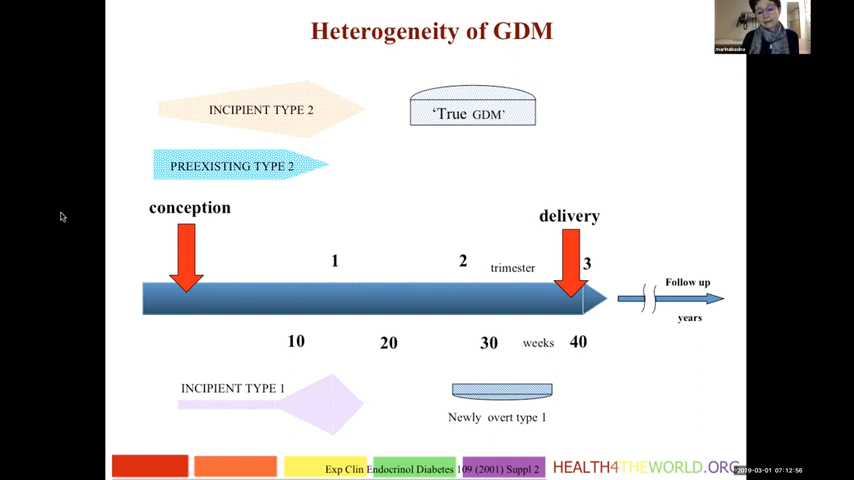 Heterogeneity of GDM
marinabasina
INCIPIENT TYPE 2
‘True GDM’
PREEXISTING TYPE 2
conception
delivery
1
2
trimester
3
Follow up
years
10
20
30
weeks
40
INCIPIENT TYPE 1
Newly overt type 1
Exp Clin Endocrinol Diabetes 109 (2001) Suppl 2
HEALTH4THEWORLD.ORG
2019-03-01 07:12:56